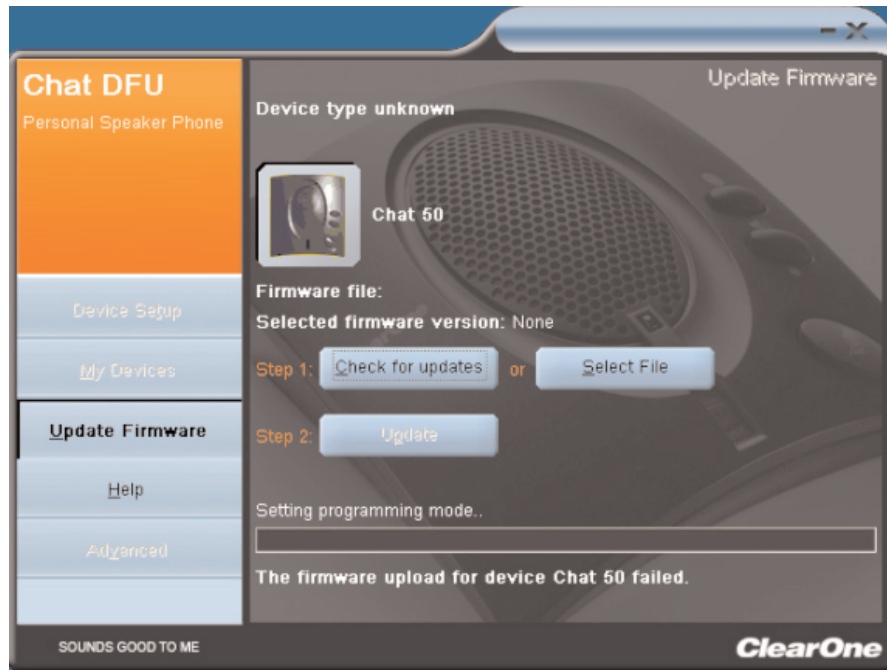 Chat DFU
Personal Speaker Phone
Update Firmware
Device type unknown
Chat 50
Firmware file:
Selected firmware version: None
Step 1: Check for updates or Select File
Step 2: Update
Setting programming mode..
The firmware upload for device Chat 50 failed.
Device Setup
My Devices
Update Firmware
Help
Advanced
SOUNDS GOOD TO ME
ClearOne